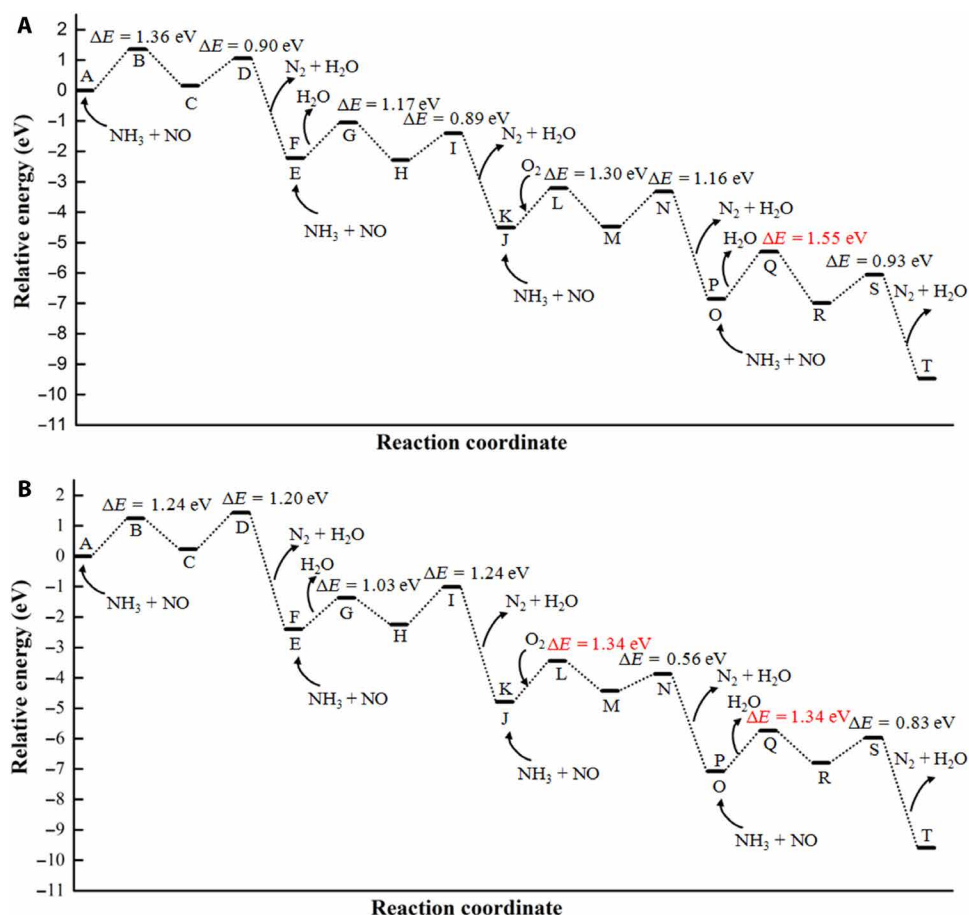 A
2
1
0
−1
−2
−3
−4
−5
−6
−7
−8
−9
−10
−11
Relative energy (eV)
ΔE = 1.36 eV
ΔE = 0.90 eV
A
B
C
D
NH₃ + NO
N₂ + H₂O
H₂O
F
E
NH₃ + NO
ΔE = 1.17 eV
G
H
ΔE = 0.89 eV
I
N₂ + H₂O
O₂
K
J
NH₃ + NO
ΔE = 1.30 eV
L
M
ΔE = 1.16 eV
N
N₂ + H₂O
H₂O
P
O
NH₃ + NO
ΔE = 1.55 eV
Q
R
ΔE = 0.93 eV
S
N₂ + H₂O
T
Reaction coordinate
B
2
1
0
−1
−2
−3
−4
−5
−6
−7
−8
−9
−10
−11
Relative energy (eV)
ΔE = 1.24 eV
ΔE = 1.20 eV
A
B
C
D
NH₃ + NO
N₂ + H₂O
H₂O
F
E
NH₃ + NO
ΔE = 1.03 eV
G
H
ΔE = 1.24 eV
I
N₂ + H₂O
O₂
K
J
NH₃ + NO
ΔE = 1.34 eV
L
M
ΔE = 0.56 eV
N
N₂ + H₂O
H₂O
P
O
NH₃ + NO
ΔE = 1.34 eV
Q
R
ΔE = 0.83 eV
S
N₂ + H₂O
T
Reaction coordinate